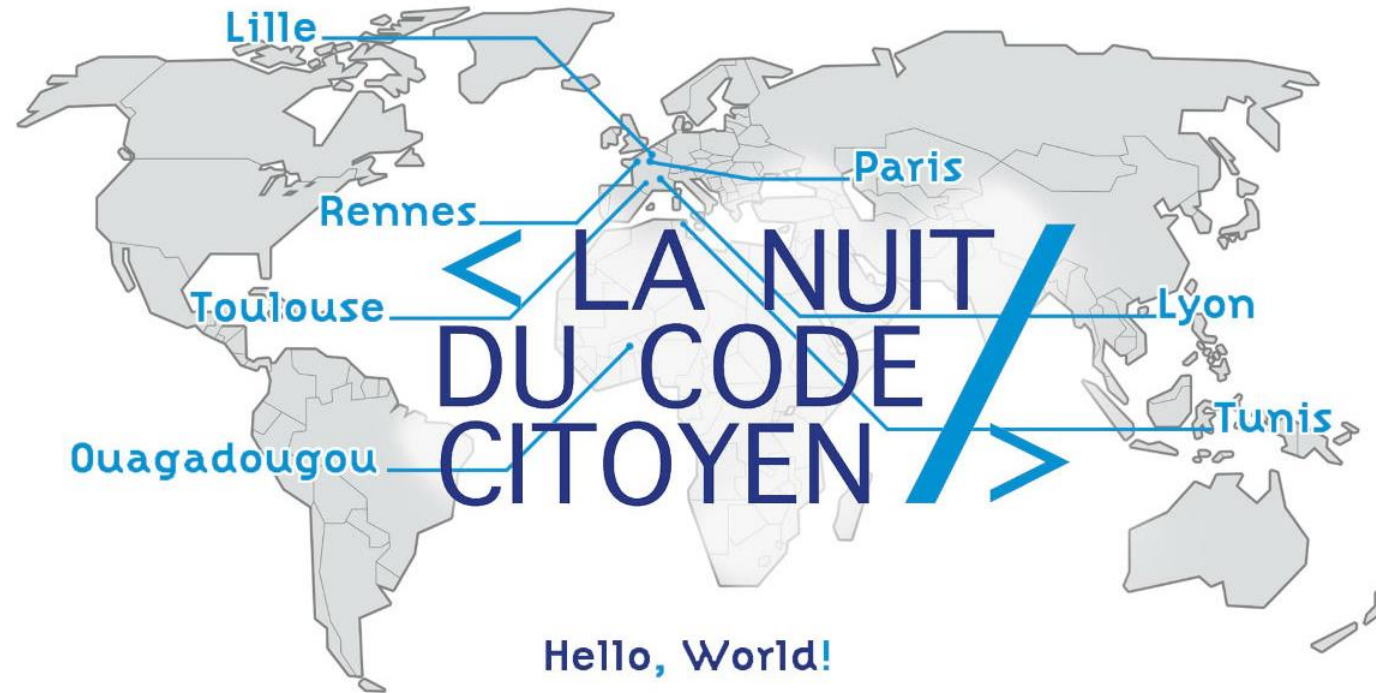 Lille
Paris
Rennes
< LA NUIT
Toulouse
Lyon
DU CODE
Tunis
Ouagadougou
CITOYEN />
Hello, World!